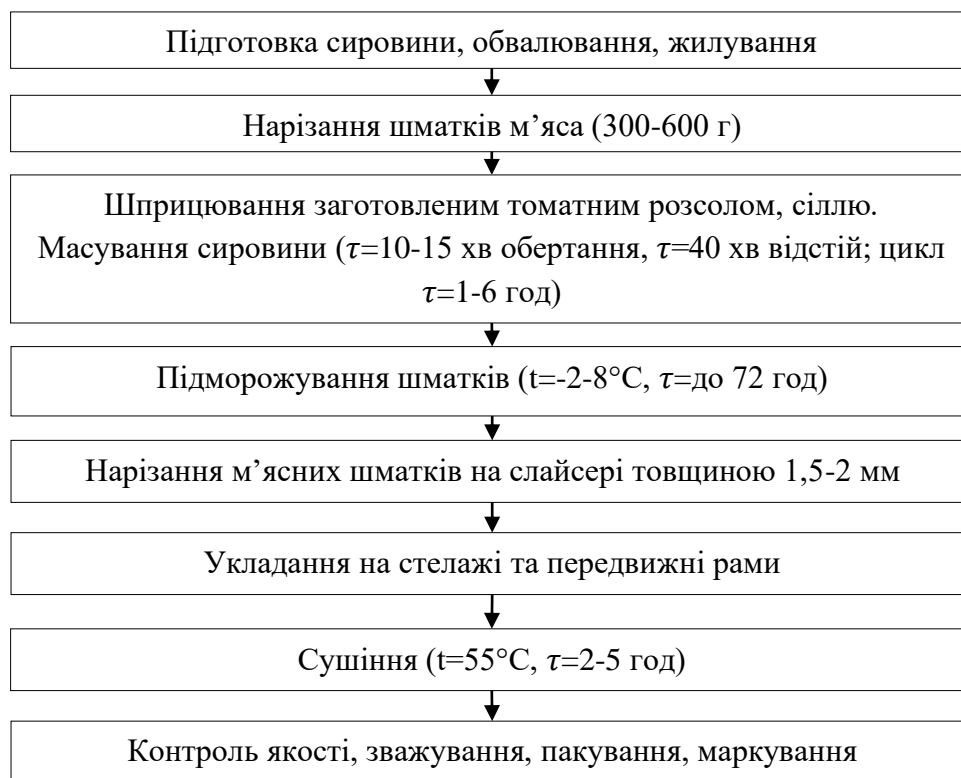 Підготовка сировини, обвалювання, жилування
Нарізання шматків м’яса (300-600 г)
Шприцювання заготовленим томатним розсолом, сіллю.
Масування сировини (τ=10-15 хв обертання, τ=40 хв відстій; цикл
τ=1-6 год)
Підморожування шматків (t=-2-8°С, τ=до 72 год)
Нарізання м’ясних шматків на слайсері товщиною 1,5-2 мм
Укладання на стелажі та передвижні рами
Сушіння (t=55°С, τ=2-5 год)
Контроль якості, зважування, пакування, маркування